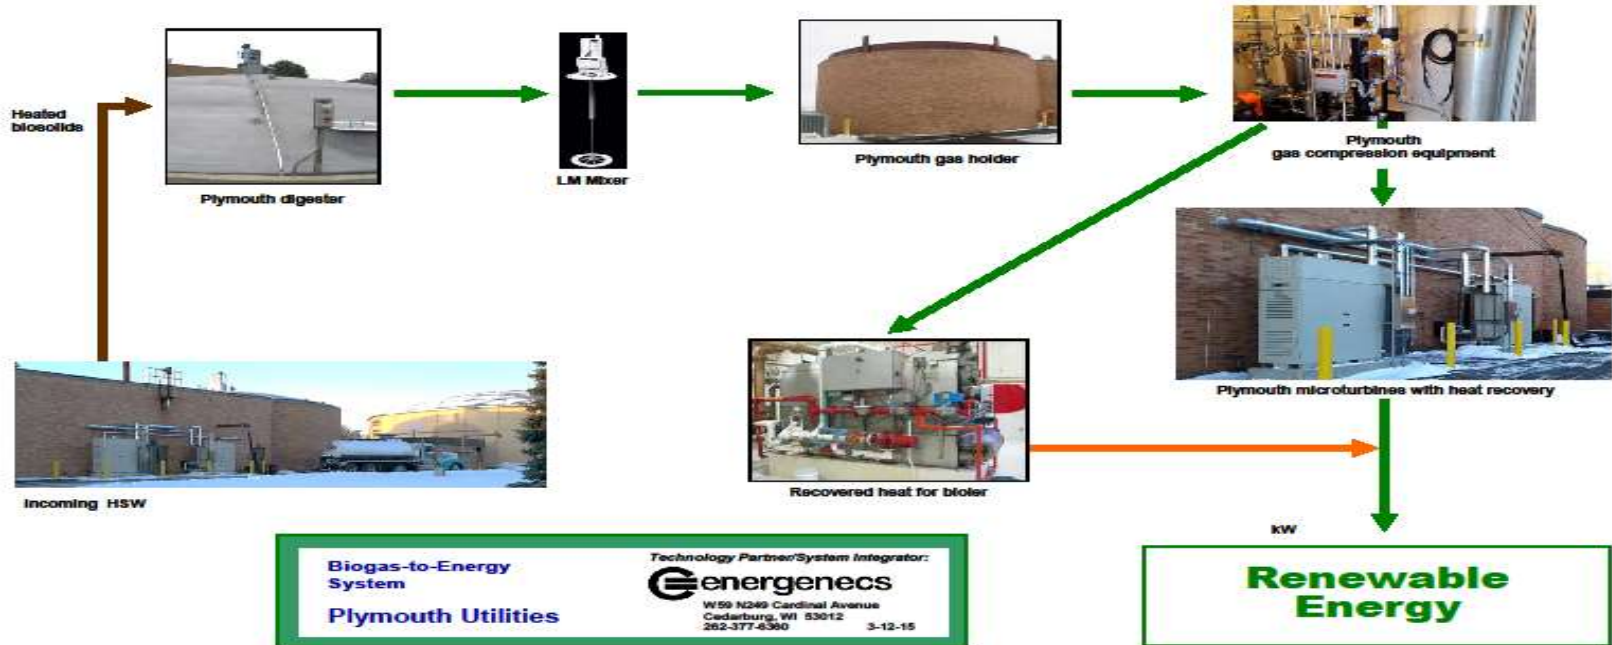 Heated
biosolids
Plymouth digester
LM Mixer
Plymouth gas holder
Plymouth
gas compression equipment
Plymouth microturbines with heat recovery
Incoming HSW
Recovered heat for bioler
kW
Biogas-to-Energy
System
Plymouth Utilities
Technology Partner/System Integrator:
energenecs
W59 N249 Cardinal Avenue
Cedarburg, WI 53012
262-377-6360 3-12-15
Renewable
Energy